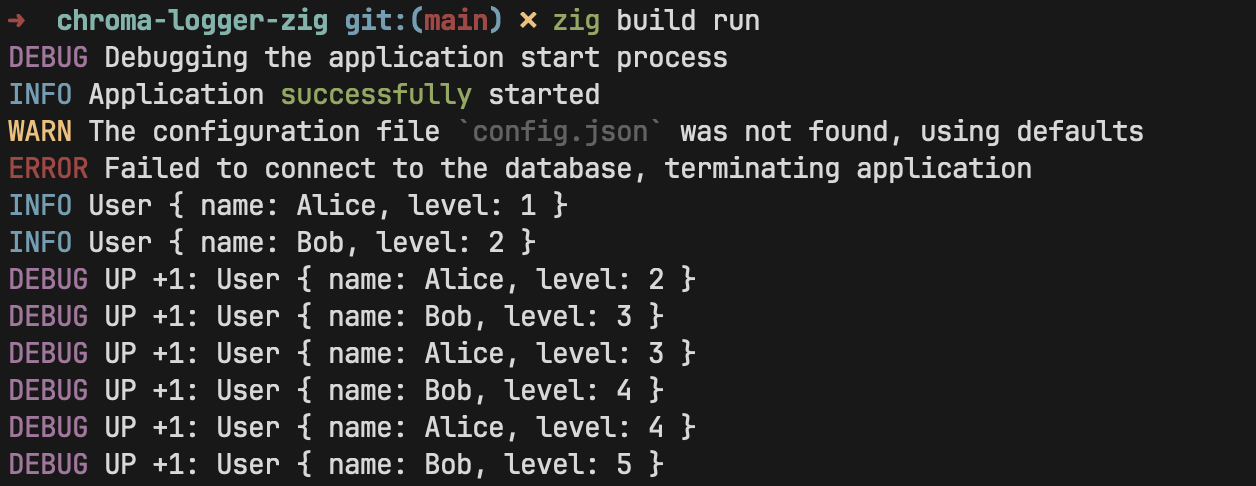 ➜ chroma-logger-zig git:(main) ✗ zig build run
DEBUG Debugging the application start process
INFO Application successfully started
WARN The configuration file `config.json` was not found, using defaults
ERROR Failed to connect to the database, terminating application
INFO User { name: Alice, level: 1 }
INFO User { name: Bob, level: 2 }
DEBUG UP +1: User { name: Alice, level: 2 }
DEBUG UP +1: User { name: Bob, level: 3 }
DEBUG UP +1: User { name: Alice, level: 3 }
DEBUG UP +1: User { name: Bob, level: 4 }
DEBUG UP +1: User { name: Alice, level: 4 }
DEBUG UP +1: User { name: Bob, level: 5 }